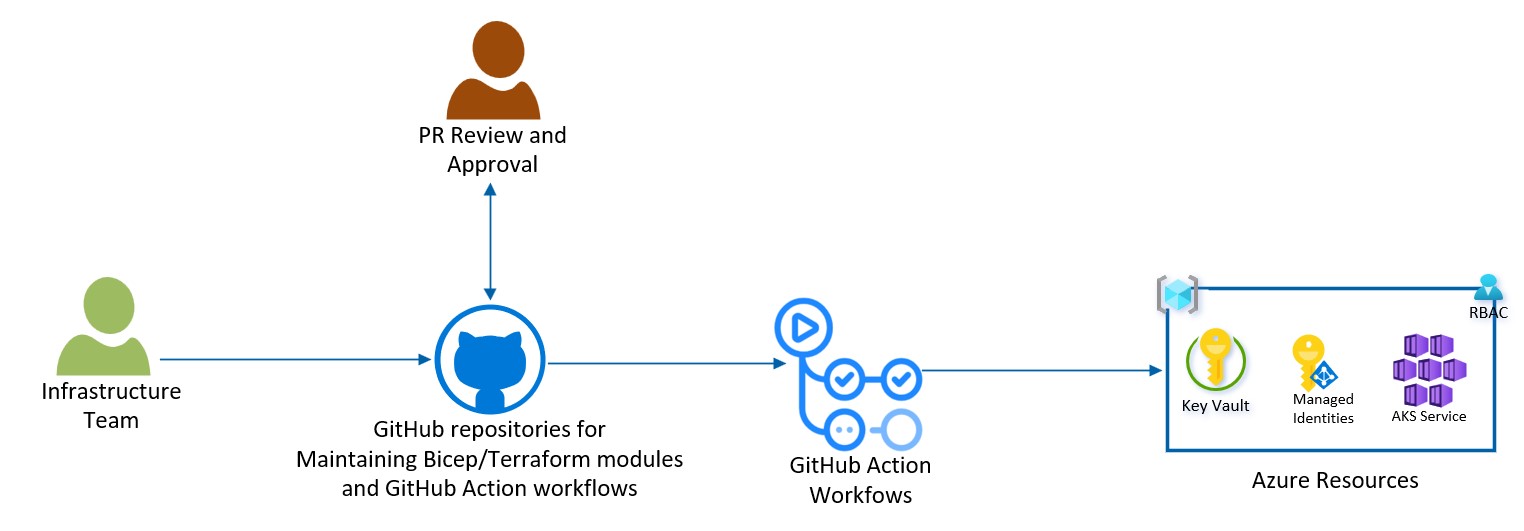 PR Review and
Approval
Infrastructure
Team
GitHub repositories for
Maintaining Bicep/Terraform modules
and GitHub Action workflows
GitHub Action
Workfows
RBAC
Key Vault
Managed
Identities
AKS Service
Azure Resources